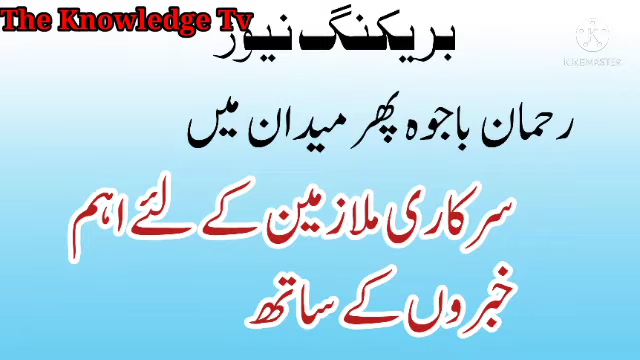 The Knowledge Tv
بریکنگ نیوز
KINEMASTER
رحمان باجوہ پھر میدان میں
سرکاری ملازمین کے لئے اہم
خبروں کے ساتھ